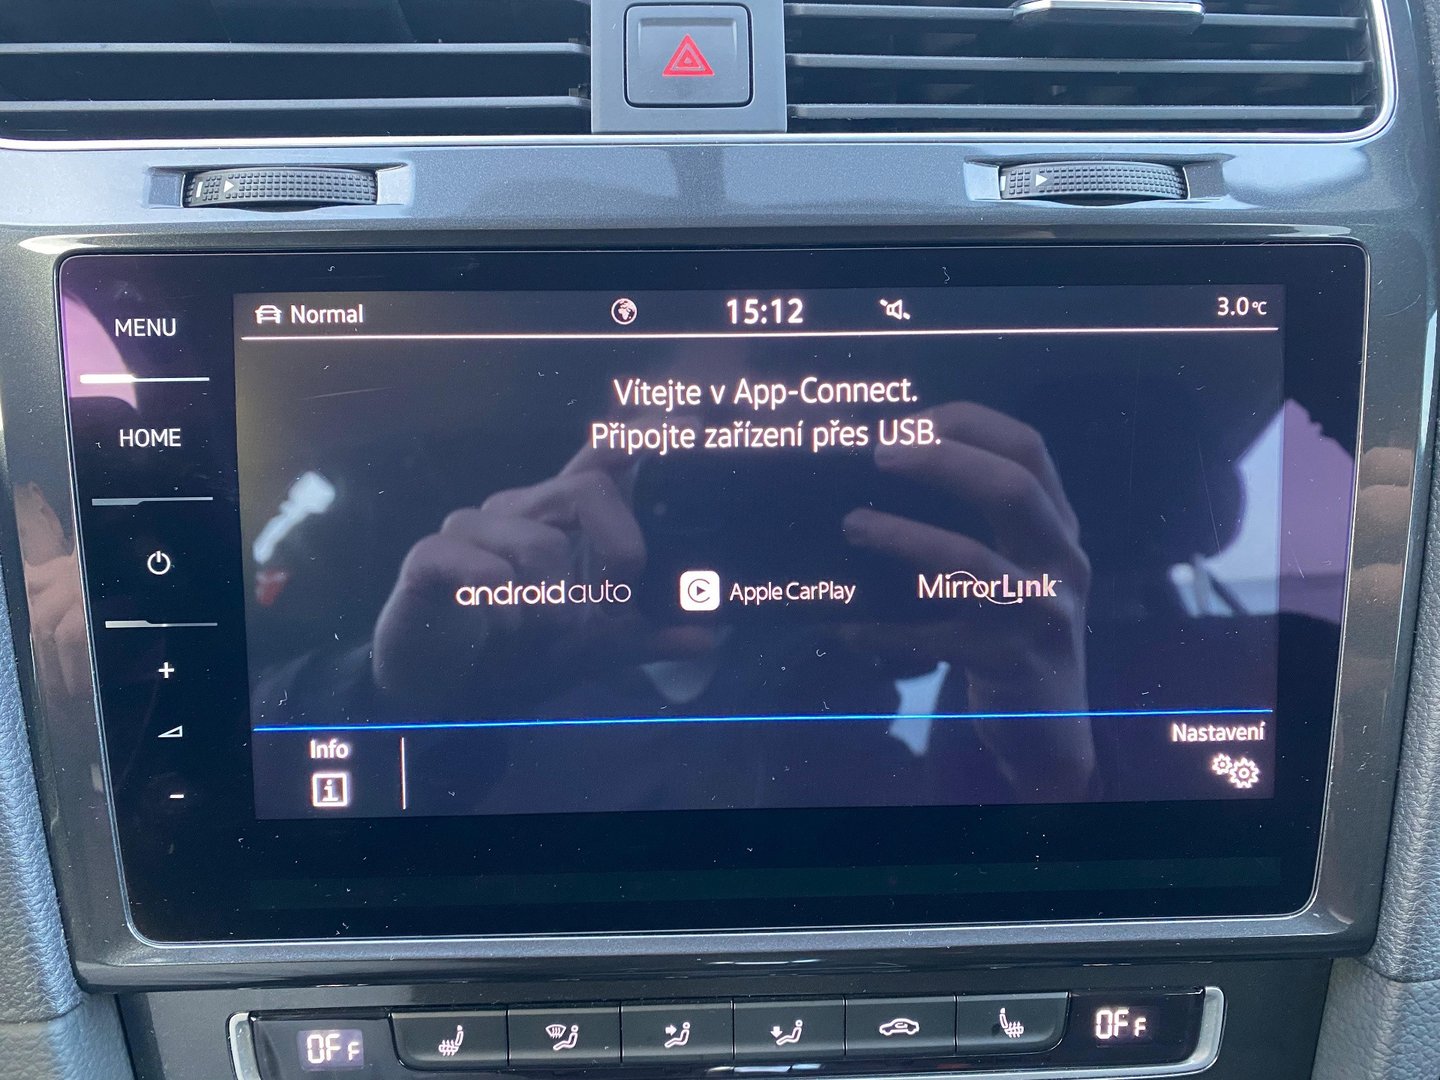 MENU
HOME
Normal
15:12
3.0°C
Vítejte v App-Connect.
Připojte zařízení přes USB.
androidauto
Apple CarPlay
MirrorLink™
Info
Nastavení
OFF
OFF